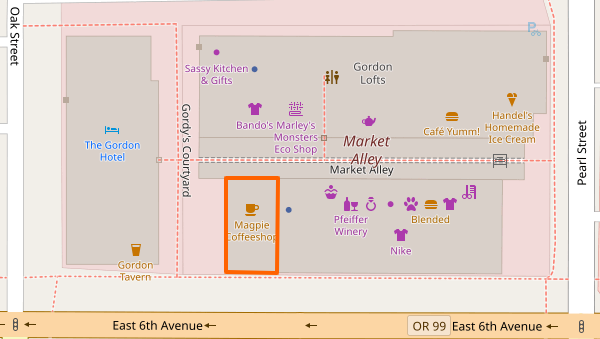 Oak Street
Sassy Kitchen
& Gifts
Gordon
Lofts
Bando's
Marley's
Monsters
Eco Shop
Café Yumm!
Handel's
Homemade
Ice Cream
The Gordon
Hotel
Gordy's Courtyard
Market
Alley
Market Alley
Pearl Street
Magpie
Coffeeshop
Pfeiffer
Winery
Blended
Nike
Gordon
Tavern
East 6th Avenue
OR 99
East 6th Avenue